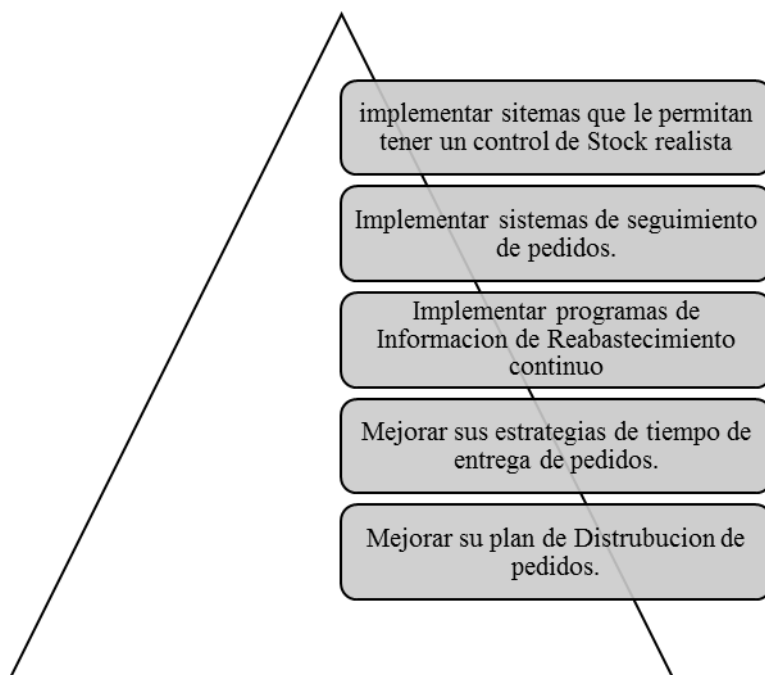 implementar sitemas que le permitan
tener un control de Stock realista
Implementar sistemas de seguimiento
de pedidos.
Implementar programas de
Informacion de Reabastecimiento
continuo
Mejorar sus estrategias de tiempo de
entrega de pedidos.
Mejorar su plan de Distrubucion de
pedidos.